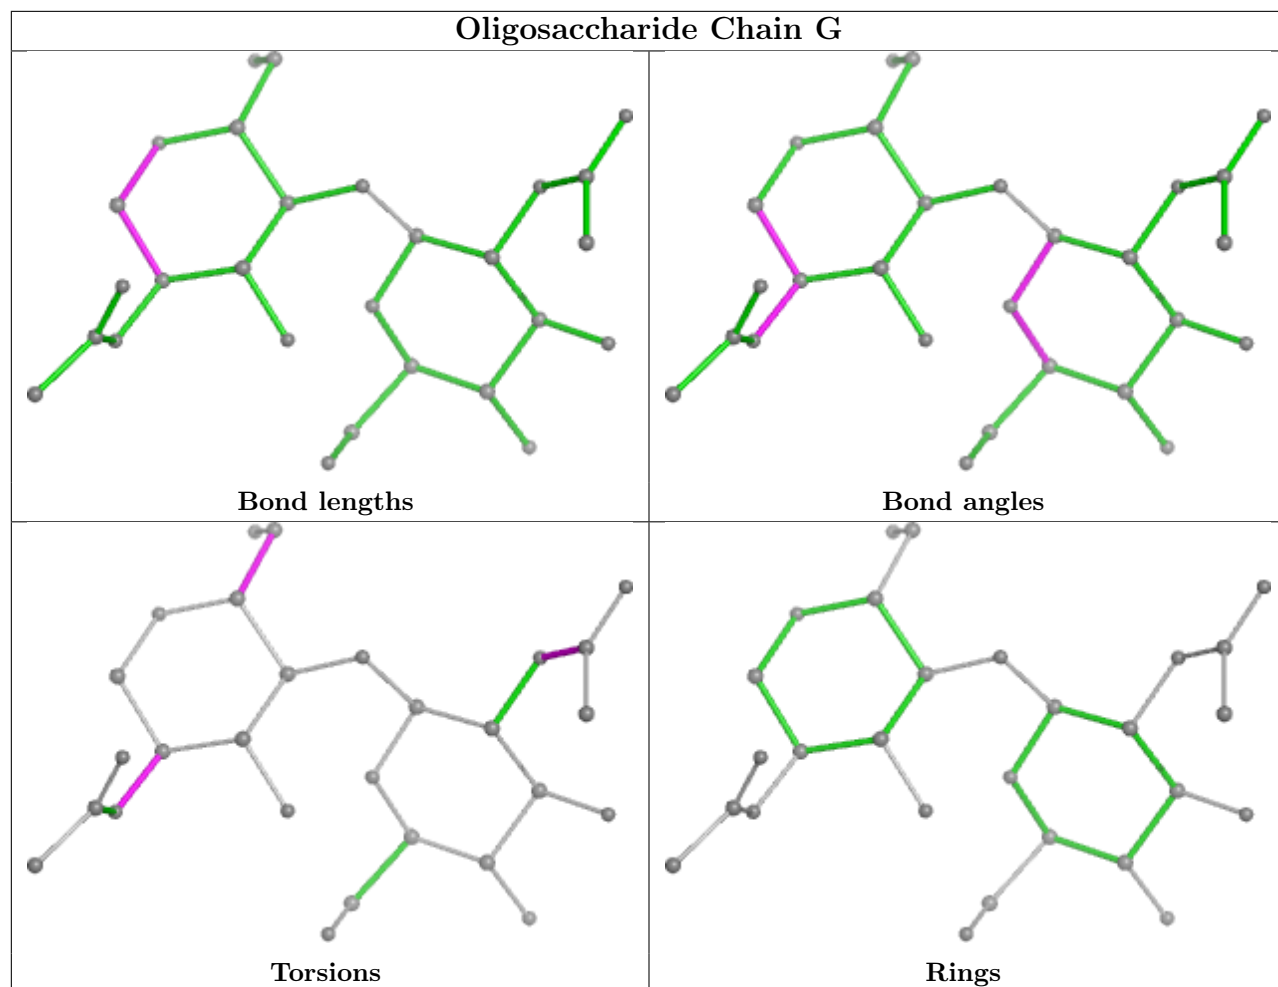 Oligosaccharide Chain G
Bond lengths
Bond angles
Torsions
Rings